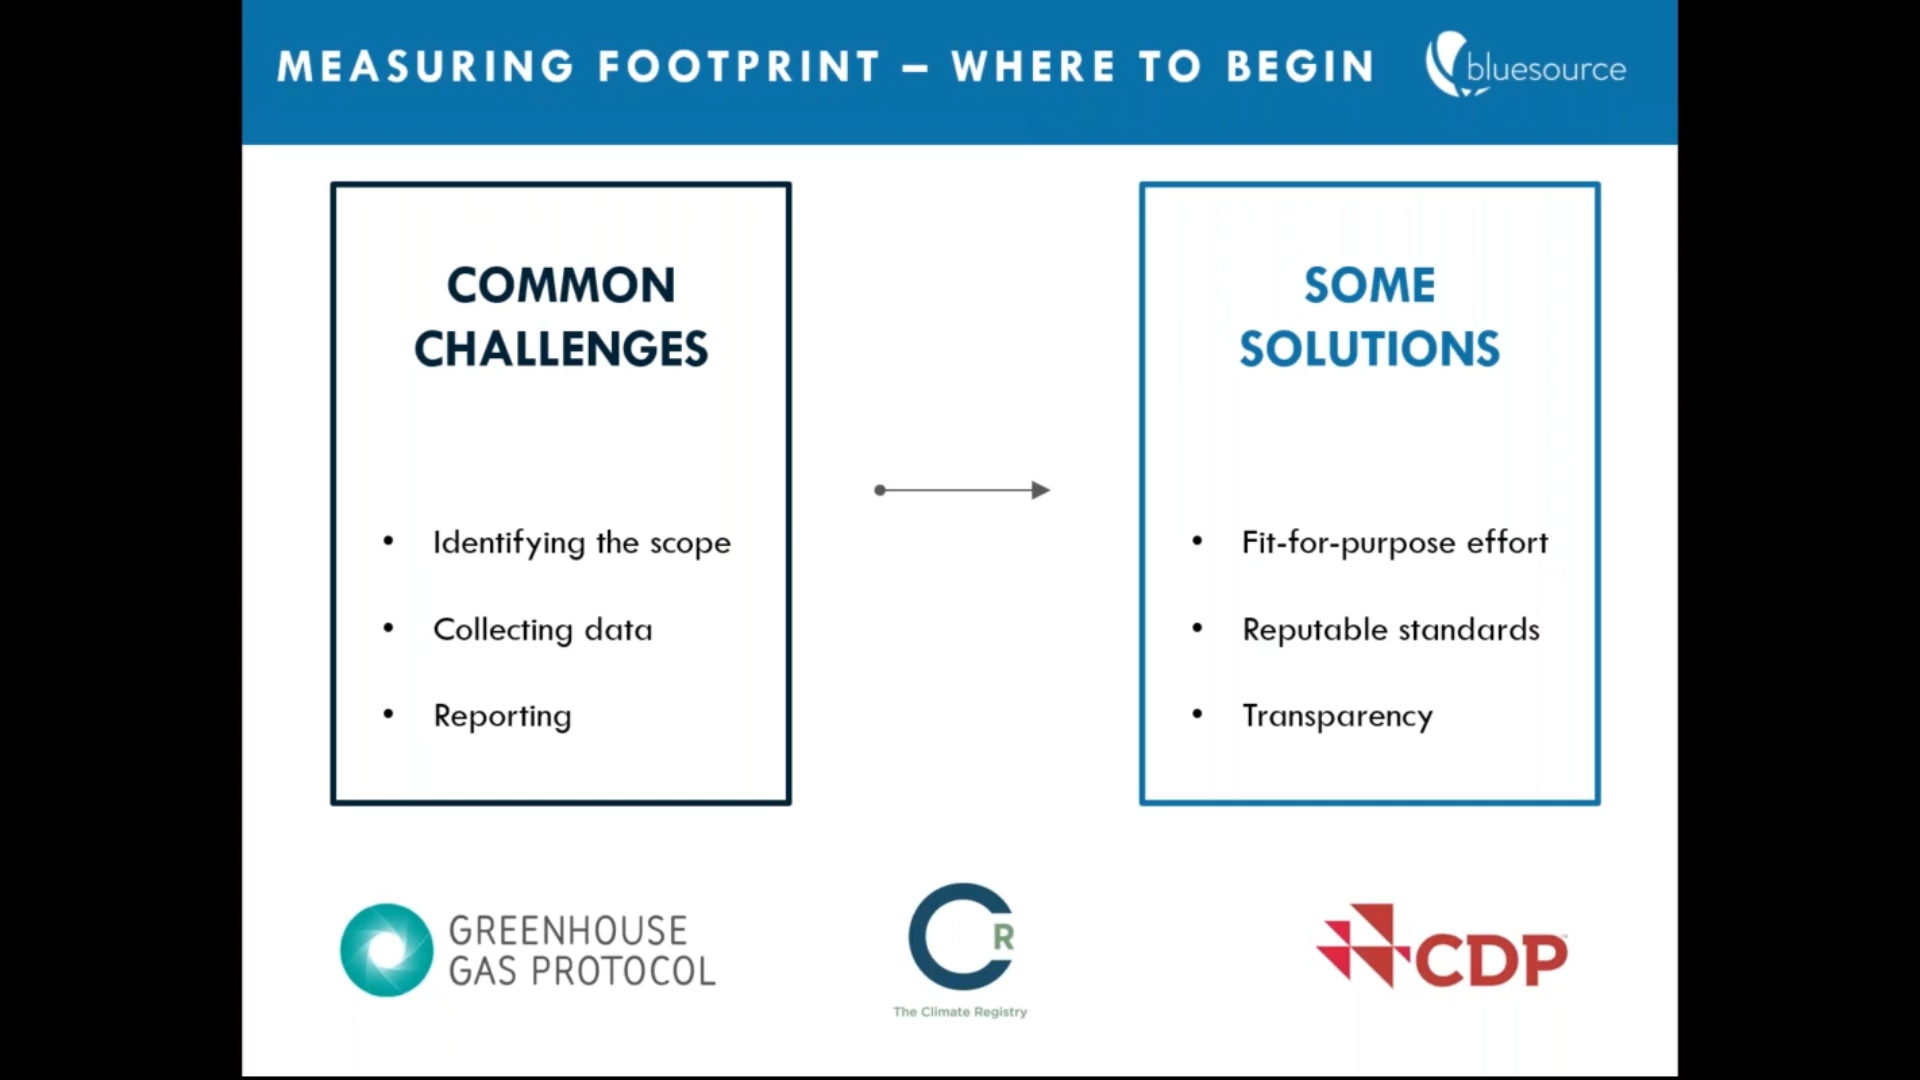 MEASURING FOOTPRINT – WHERE TO BEGIN
bluesource
COMMON
CHALLENGES
• Identifying the scope
• Collecting data
• Reporting
SOME
SOLUTIONS
• Fit-for-purpose effort
• Reputable standards
• Transparency
GREENHOUSE
GAS PROTOCOL
CR
The Climate Registry
CDP